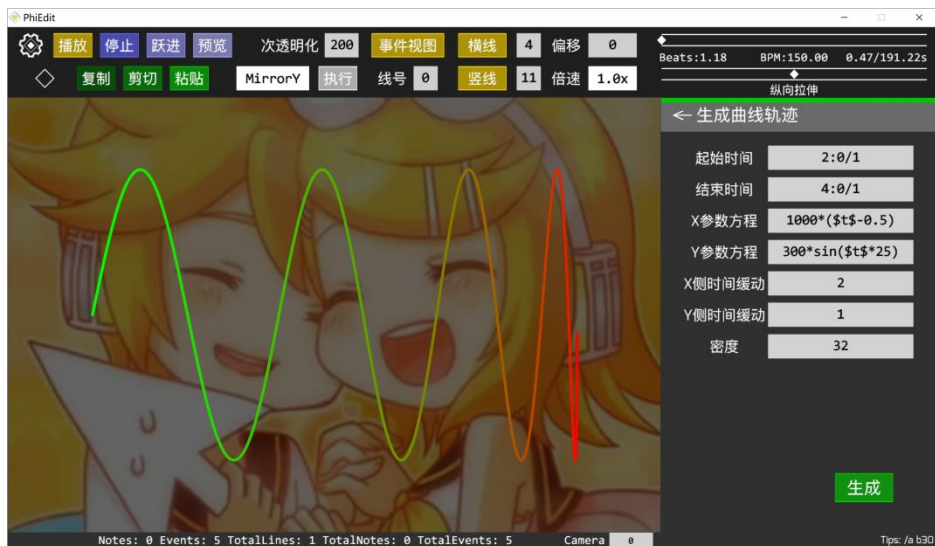 PhiEdit
播放 停止 跃进 预览 次透明化 200 事件视图 横线 4 偏移 0
Beats:1.18 BPM:150.00 0.47/191.22s
复制 剪切 粘贴 MirrorY 执行 线号 0 竖线 11 倍速 1.0x
纵向拉伸
生成曲线轨迹
起始时间 2:0/1
结束时间 4:0/1
X参数方程 1000*($t$-0.5)
Y参数方程 300*sin($t$*25)
X侧时间缓动 2
Y侧时间缓动 1
密度 32
生成
Notes: 0 Events: 5 TotalLines: 1 TotalNotes: 0 TotalEvents: 5 Camera 0
Tips: /a b30